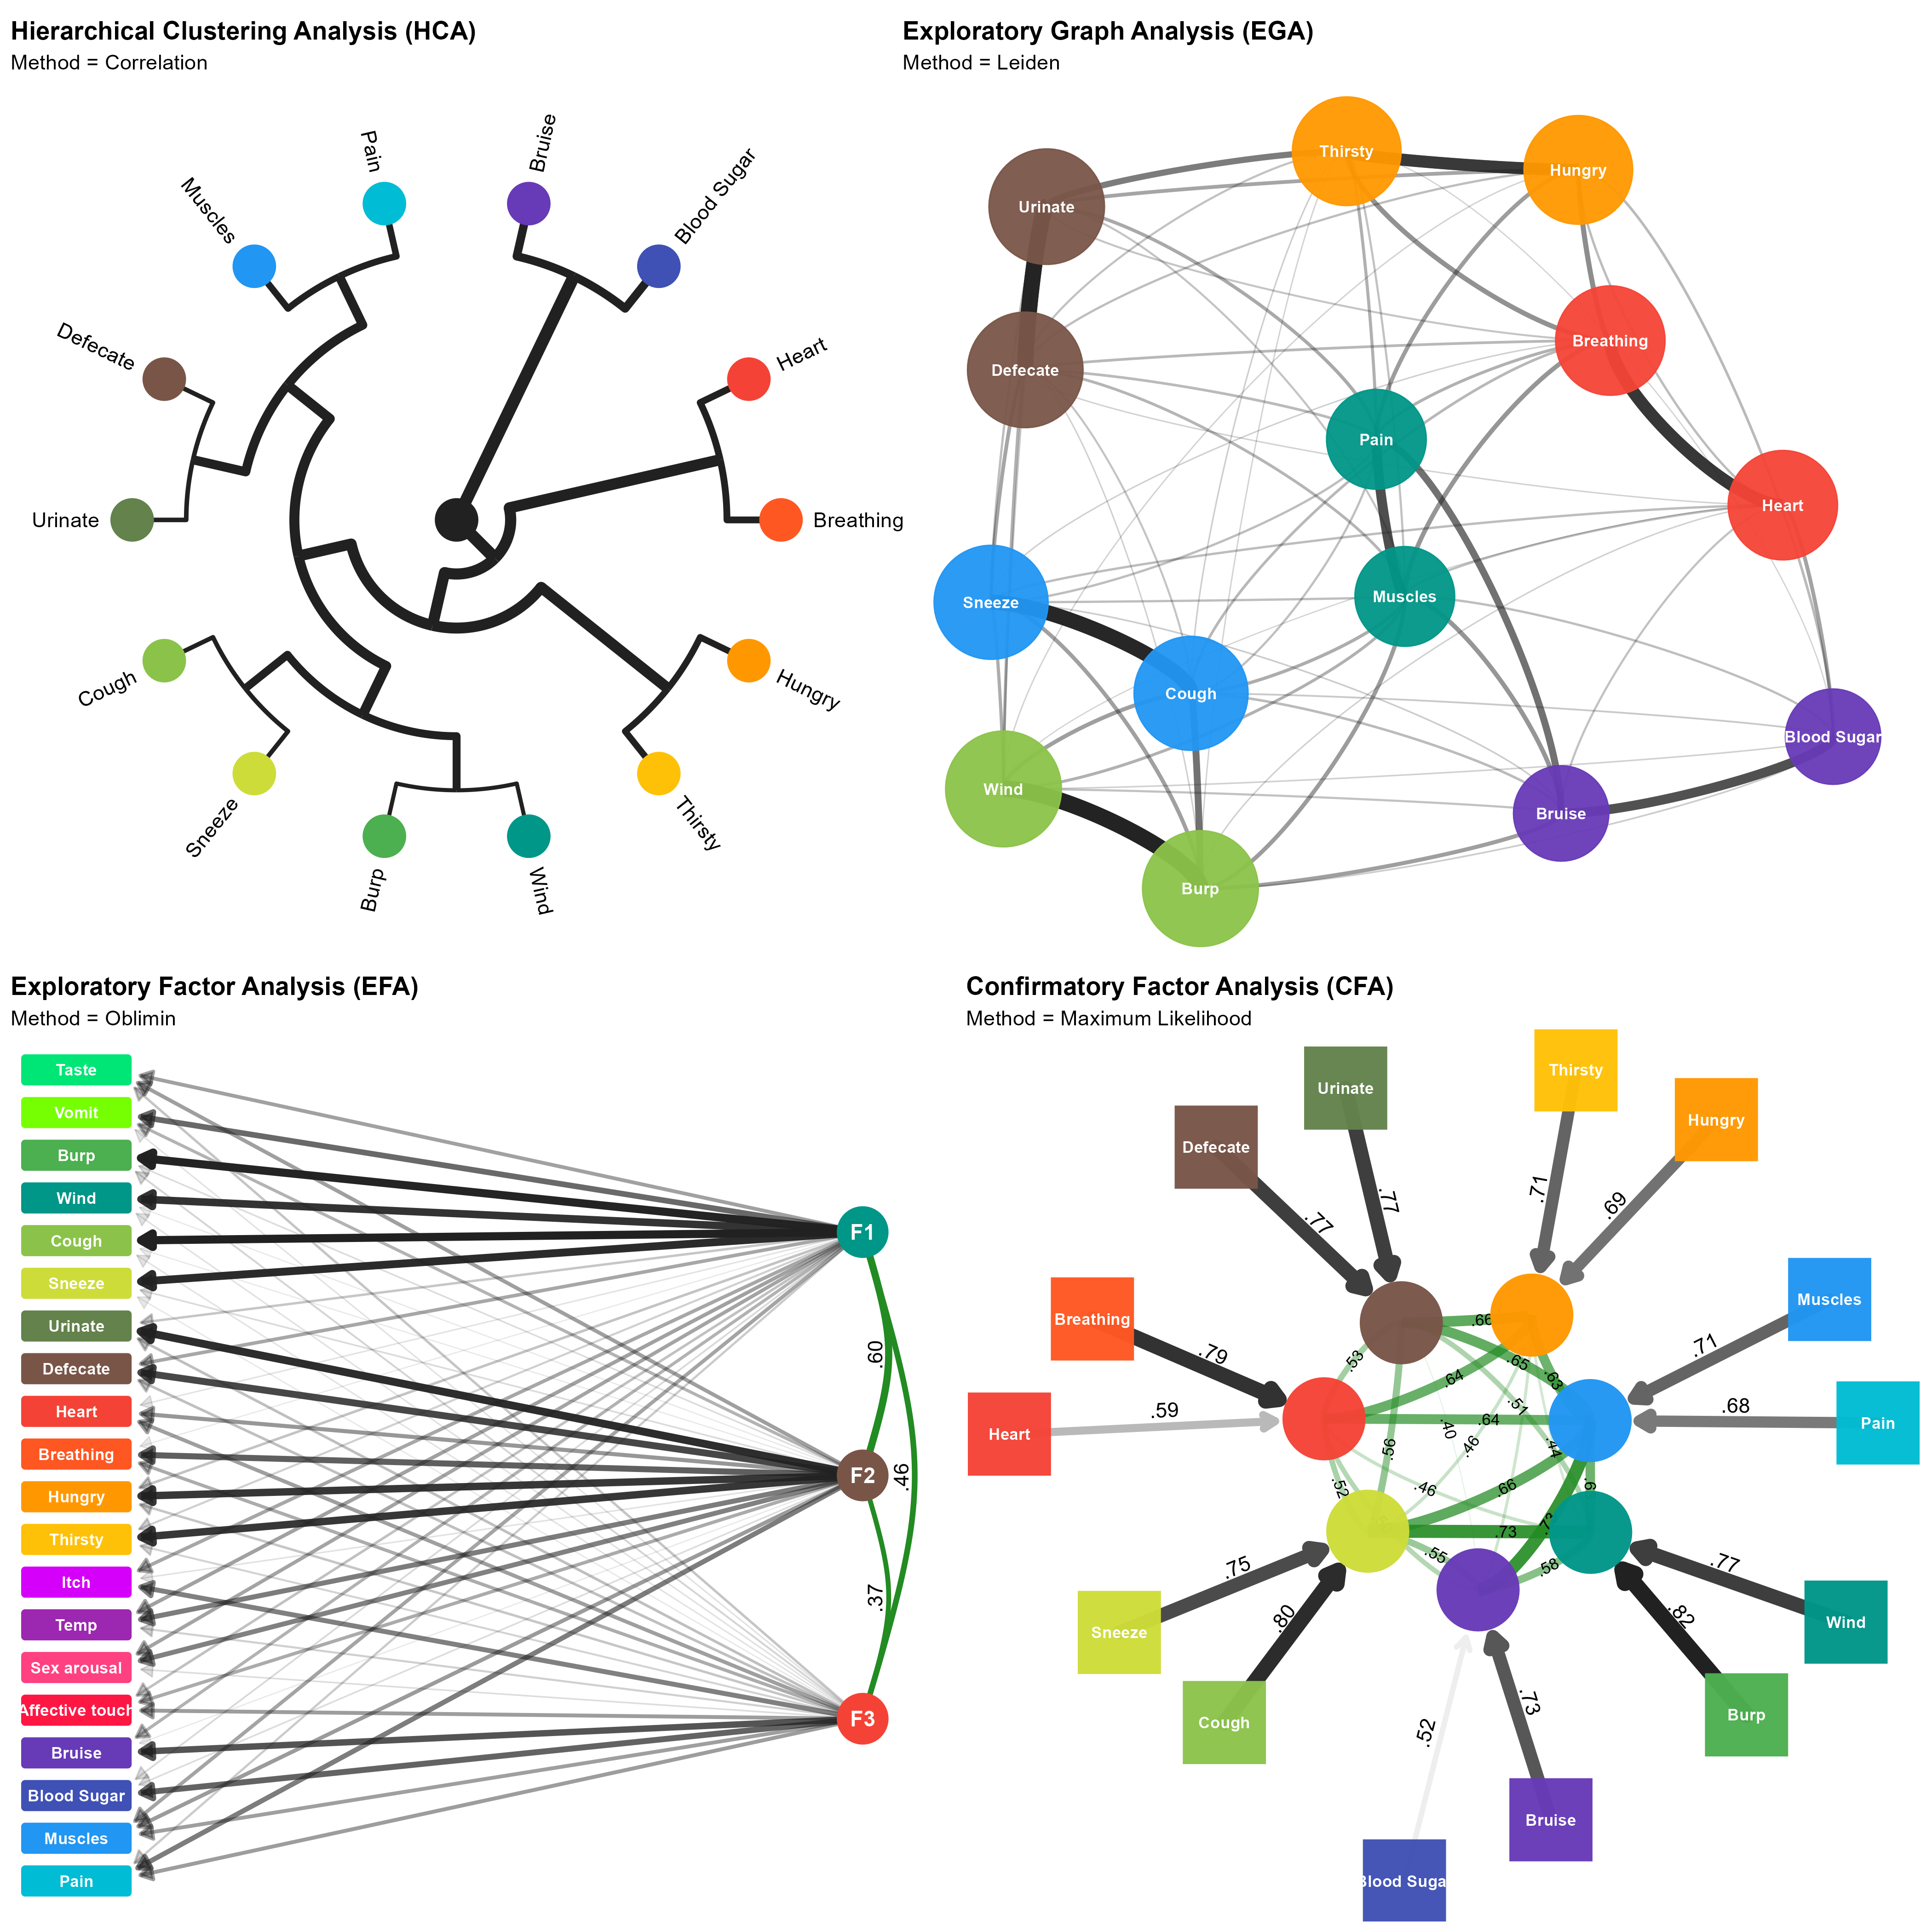 Hierarchical Clustering Analysis (HCA)
Method = Correlation
Pain
Bruise
Muscles
Blood Sugar
Defecate
Heart
Urinate
Breathing
Cough
Hungry
Sneeze
Thirsty
Burp
Wind
Exploratory Graph Analysis (EGA)
Method = Leiden
Thirsty
Hungry
Urinate
Breathing
Defecate
Pain
Heart
Muscles
Sneeze
Cough
Blood Sugar
Wind
Bruise
Burp
Exploratory Factor Analysis (EFA)
Method = Oblimin
Taste
Vomit
Burp
Wind
Cough
Sneeze
Urinate
Defecate
Heart
Breathing
Hungry
Thirsty
Itch
Temp
Sex arousal
Affective touch
Bruise
Blood Sugar
Muscles
Pain
F1
.60
F2
.46
.37
F3
Confirmatory Factor Analysis (CFA)
Method = Maximum Likelihood
Thirsty
Urinate
Hungry
Defecate
.77
.77
.71
.69
Breathing
Muscles
.79
.71
.66
.53
.65
.64
.63
Heart
.59
.68
Pain
.51
.64
.40
.46
.44
.56
.52
.46
.66
.73
.73
.55
.58
Sneeze
.75
.80
.77
.82
Wind
Cough
Burp
.52
.73
Bruise
Blood Suga